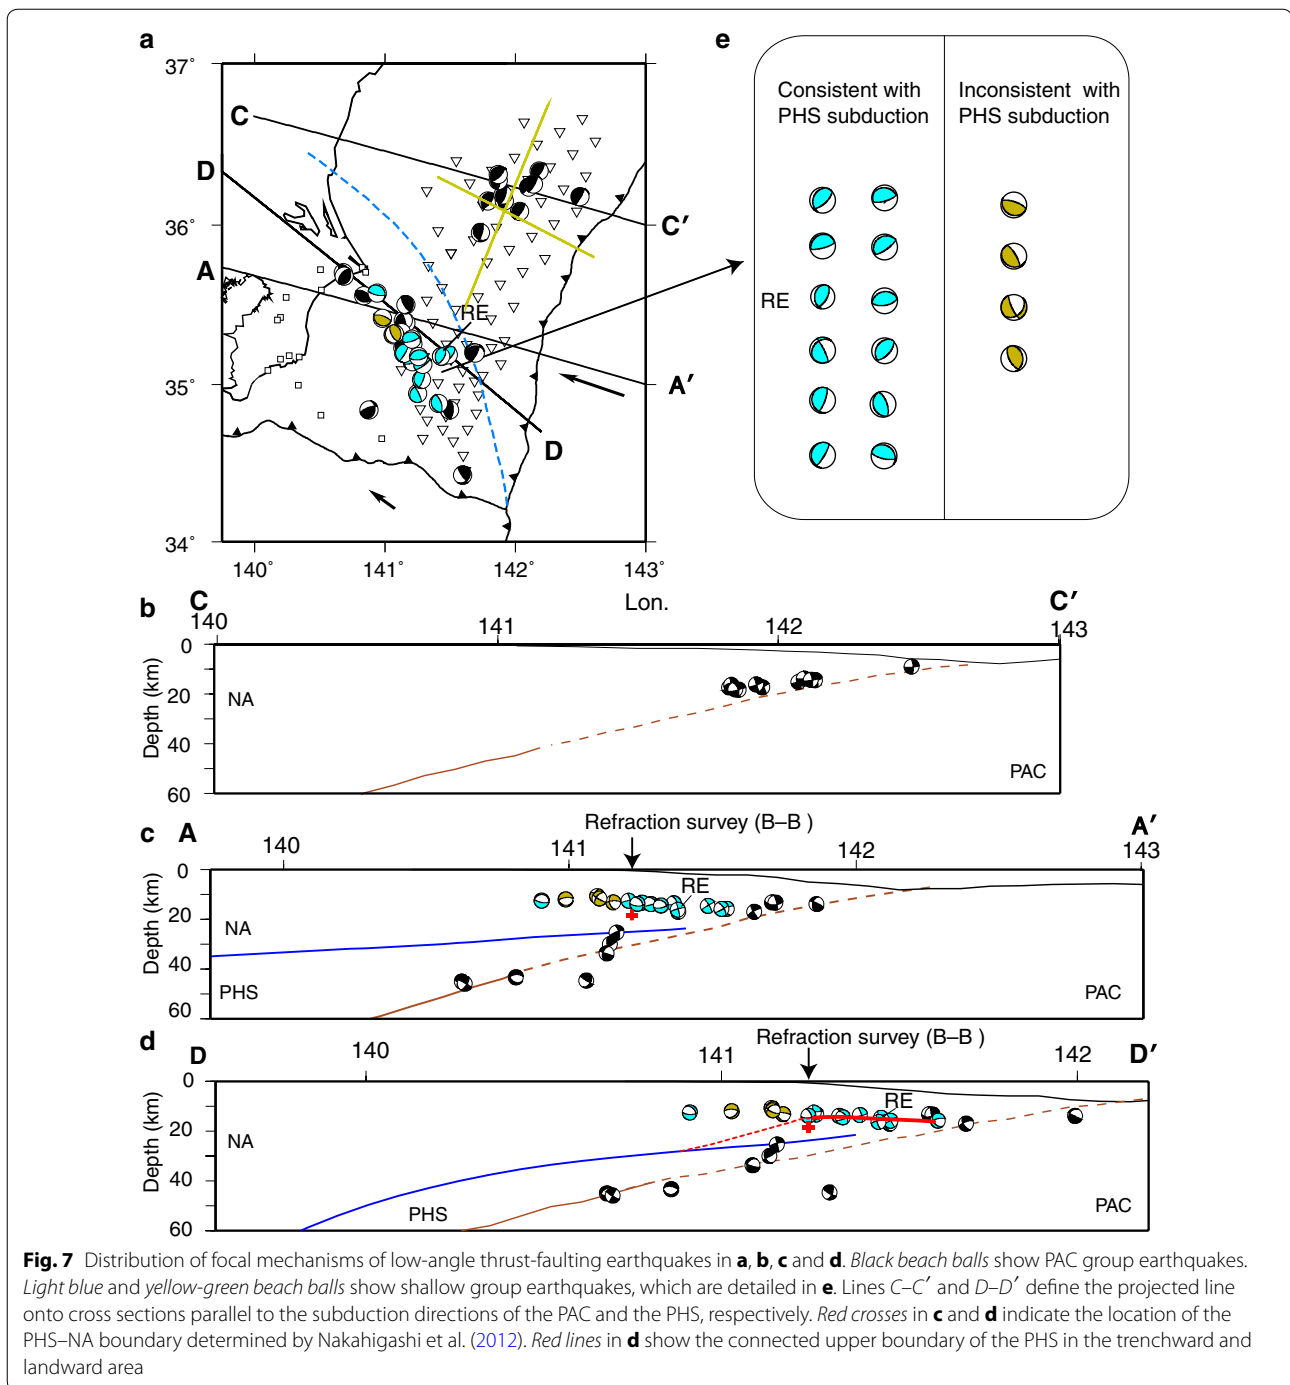 a
e
37°
36°
35°
34°
140°
141°
142°
143°
C
D
A
C′
A′
D
RE
Consistent with
PHS subduction
Inconsistent with
PHS subduction
RE
Lon.
b
C
C′
140
141
142
143
0
20
40
60
Depth (km)
NA
PAC
Refraction survey (B–B )
c
A
A′
140
141
142
143
0
20
40
60
Depth (km)
RE
NA
PHS
PAC
Refraction survey (B–B )
d
D
D′
140
141
142
0
20
40
60
Depth (km)
RE
NA
PHS
PAC
Fig. 7 Distribution of focal mechanisms of low-angle thrust-faulting earthquakes in a, b, c and d. Black beach balls show PAC group earthquakes.
Light blue and yellow-green beach balls show shallow group earthquakes, which are detailed in e. Lines C–C′ and D–D′ define the projected line
onto cross sections parallel to the subduction directions of the PAC and the PHS, respectively. Red crosses in c and d indicate the location of the
PHS–NA boundary determined by Nakahigashi et al. (2012). Red lines in d show the connected upper boundary of the PHS in the trenchward and
landward area